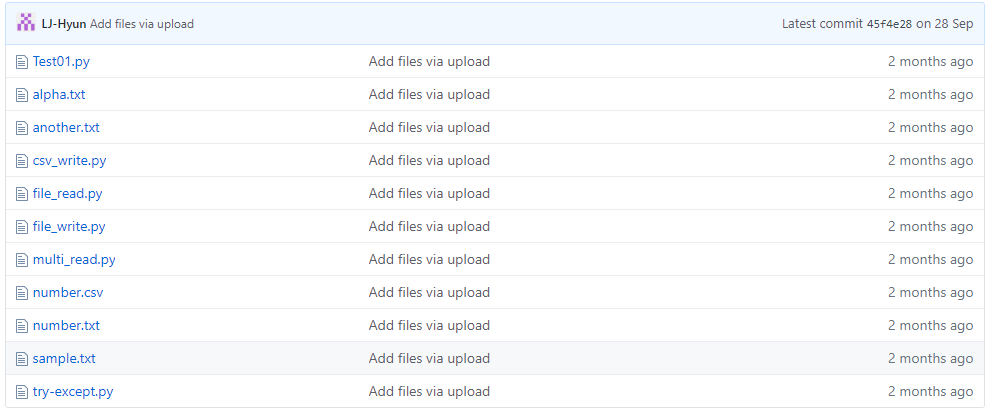 LJ-Hyun Add files via upload Latest commit 45f4e28 on 28 Sep
Test01.py Add files via upload 2 months ago
alpha.txt Add files via upload 2 months ago
another.txt Add files via upload 2 months ago
csv_write.py Add files via upload 2 months ago
file_read.py Add files via upload 2 months ago
file_write.py Add files via upload 2 months ago
multi_read.py Add files via upload 2 months ago
number.csv Add files via upload 2 months ago
number.txt Add files via upload 2 months ago
sample.txt Add files via upload 2 months ago
try-except.py Add files via upload 2 months ago